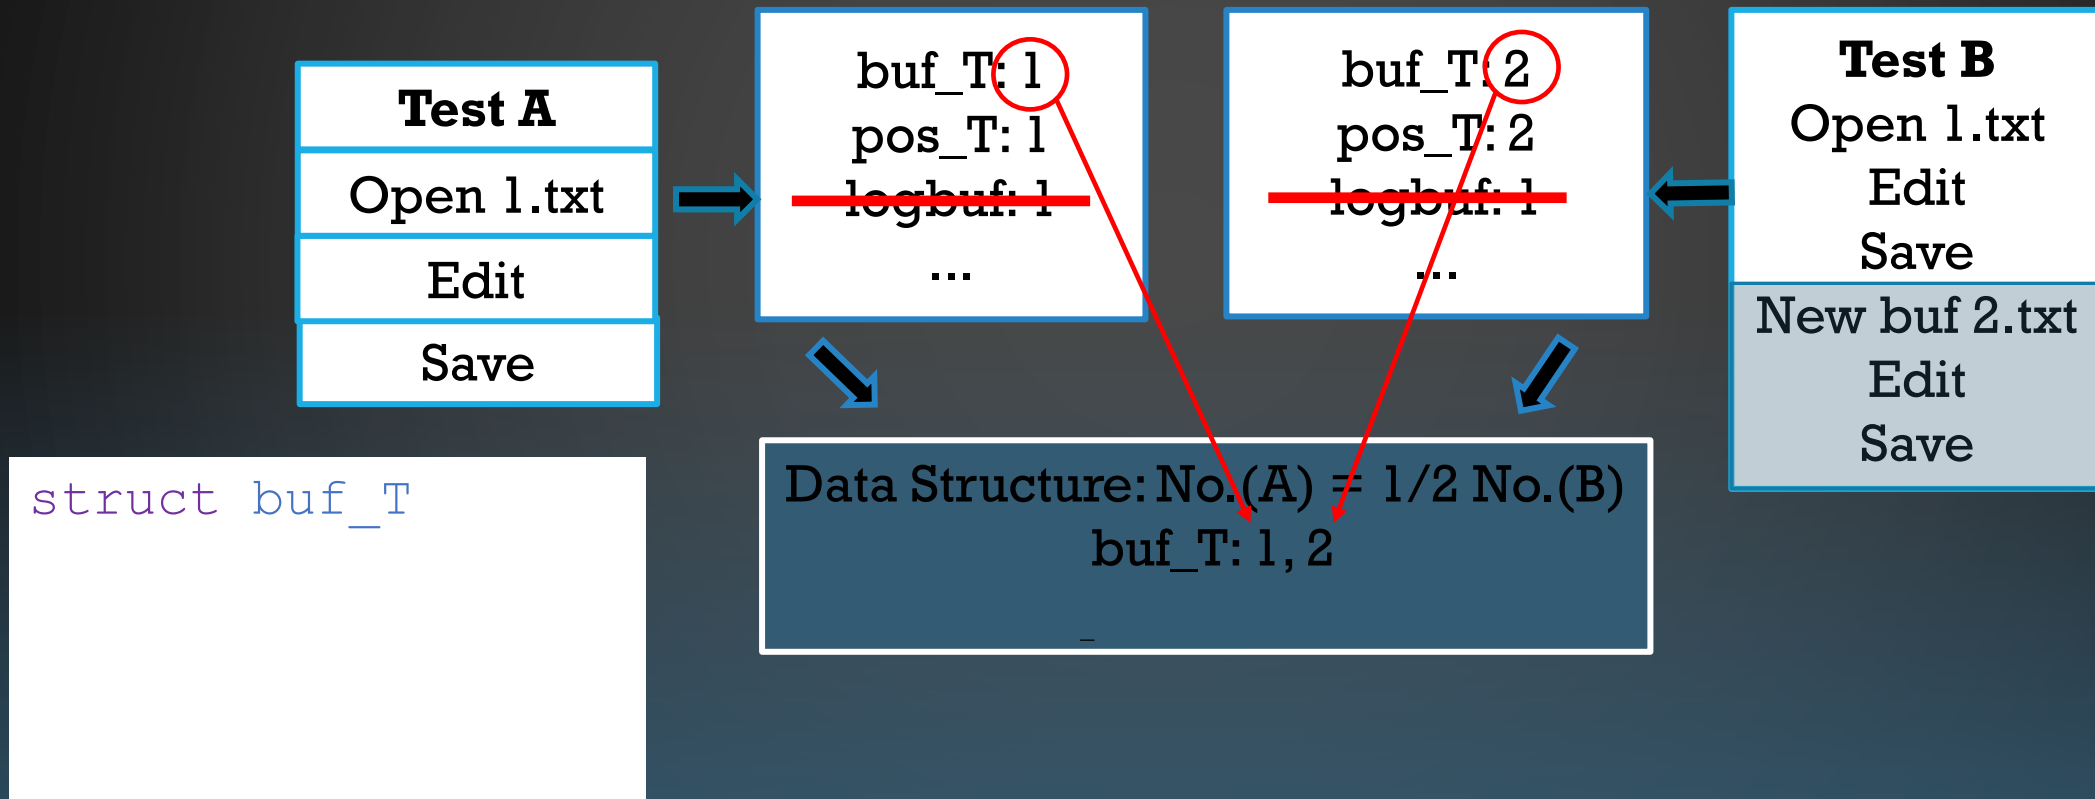 Test A
Open 1.txt
Edit
Save
buf_T: 1
pos_T: 1
logbuf: 1
...
buf_T: 2
pos_T: 2
logbuf: 1
...
Test B
Open 1.txt
Edit
Save
New buf 2.txt
Edit
Save
struct buf_T
Data Structure: No.(A) = 1/2 No.(B)
buf_T: 1, 2
_